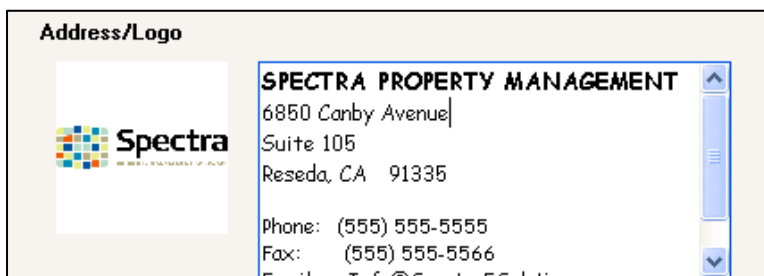 Address/Logo
Spectra
SPECTRA PROPERTY MANAGEMENT
6850 Canby Avenue
Suite 105
Reseda, CA 91335
Phone: (555) 555-5555
Fax: (555) 555-5566